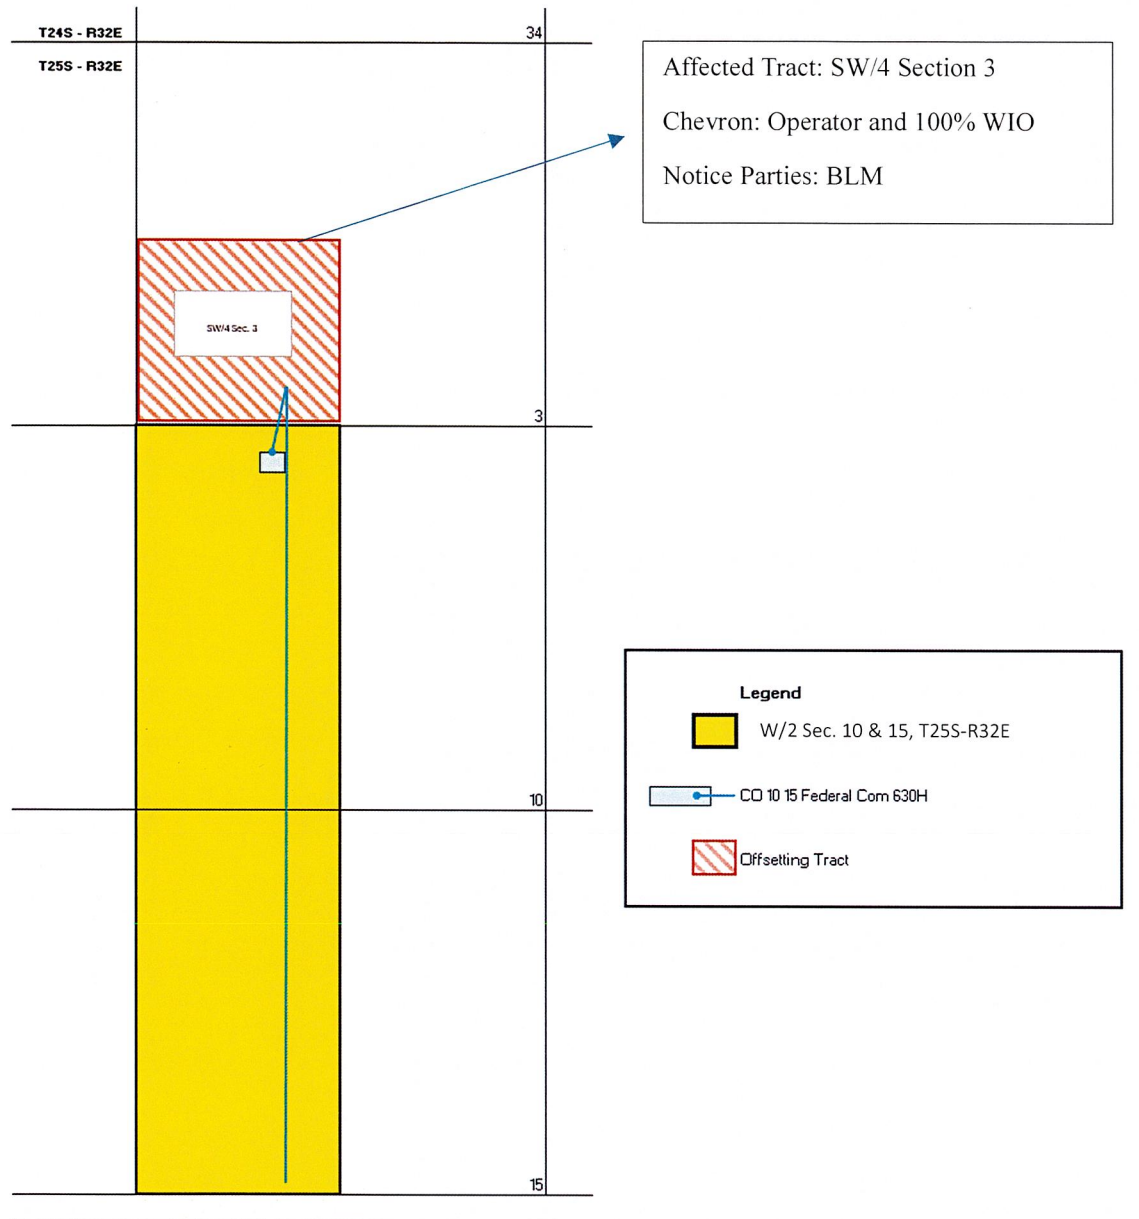 T24S - R32E
34
T25S - R32E
Affected Tract: SW/4 Section 3
Chevron: Operator and 100% WIO
Notice Parties: BLM
SW/4 Sec. 3
3
Legend
W/2 Sec. 10 & 15, T25S-R32E
CO 10 15 Federal Com 630H
10
Offsetting Tract
15